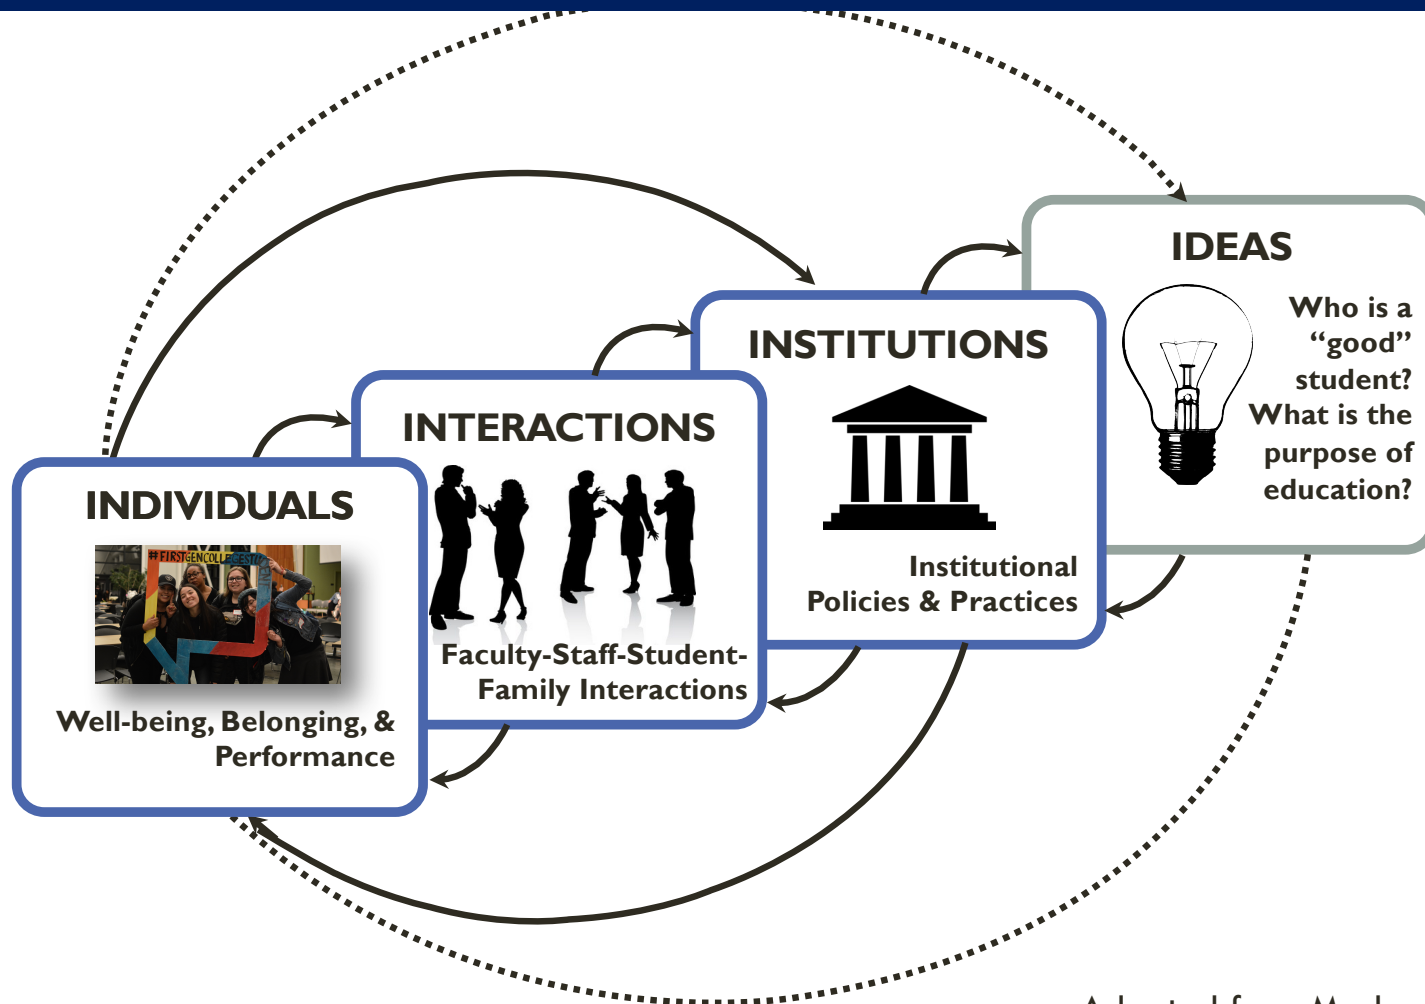 IDEAS
Who is a
“good”
student?
What is the
purpose of
education?
INSTITUTIONS
Institutional
Policies & Practices
INTERACTIONS
Faculty-Staff-Student-
Family Interactions
INDIVIDUALS
#FIRSTGENCOLLEGEST
Well-being, Belonging, &
Performance